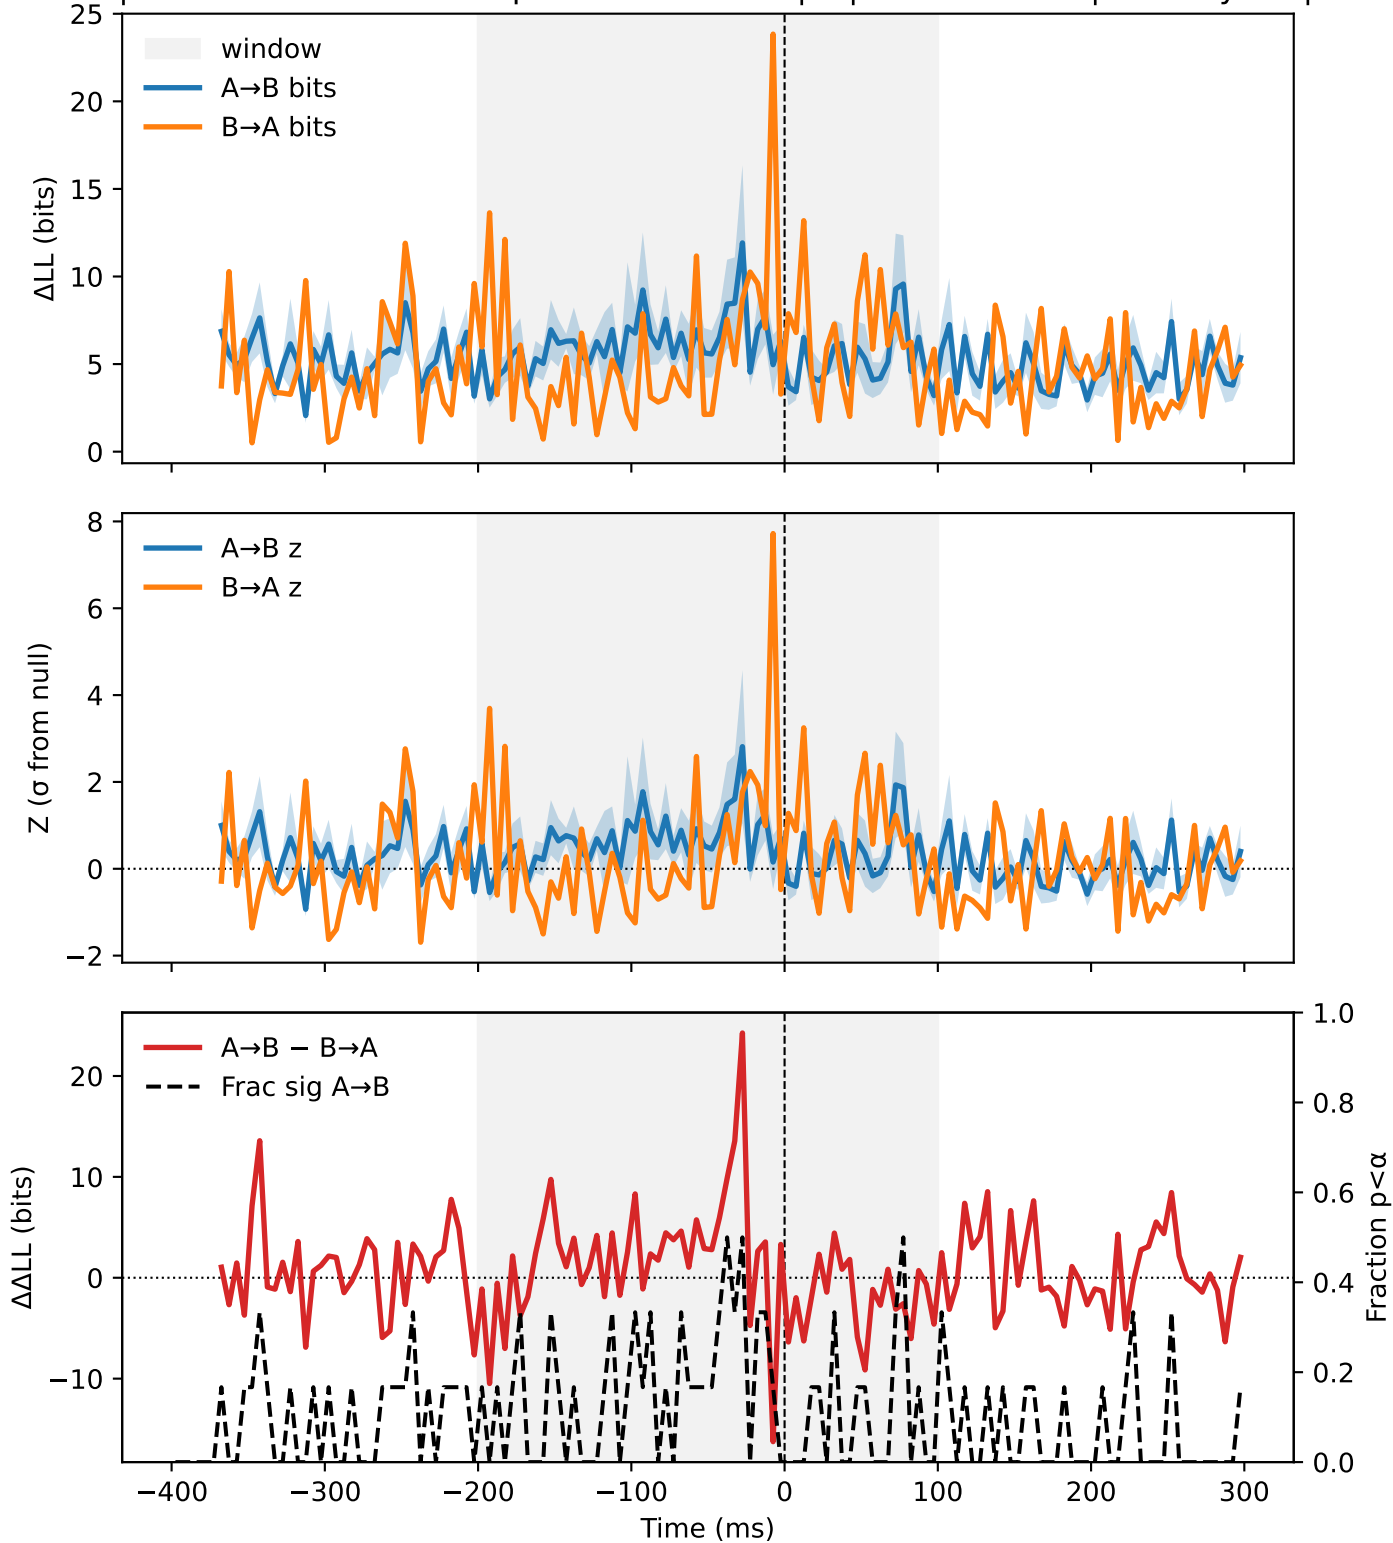 25
20
15
10
5
0
ΔLL (bits)
window
A→B bits
B→A bits
8
6
4
2
0
−2
Z (σ from null)
A→B z
B→A z
20
10
0
−10
ΔΔLL (bits)
A→B − B→A
Frac sig A→B
1.0
0.8
0.6
0.4
0.2
0.0
Fraction p<α
−400 −300 −200 −100 0 100 200 300
Time (ms)